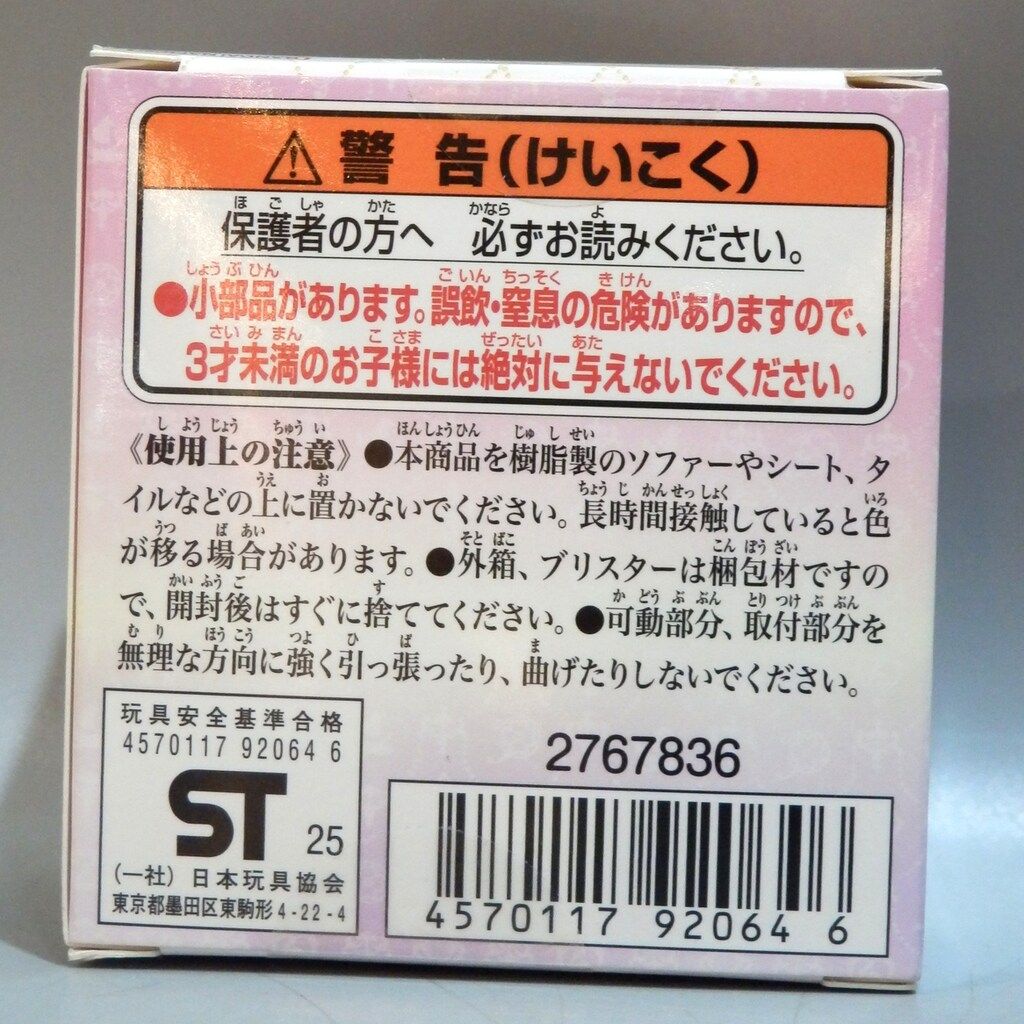 ⚠警 告(けいこく)
保護者の方へ 必ずお読みください。
●小部品があります。誤飲・窒息の危険がありますので、
3才未満のお子様には絶対に与えないでください。
《使用上の注意》●本商品を樹脂製のソファーやシート、タ
イルなどの上に置かないでください。長時間接触していると色
が移る場合があります。●外箱、ブリスターは梱包材ですの
で、開封後はすぐに捨ててください。●可動部分、取付部分を
無理な方向に強く引っ張ったり、曲げたりしないでください。
玩具安全基準合格
4570117 92064 6
ST 25
(一社) 日本玩具協会
東京都墨田区東駒形4-22-4
2767836
4570117 92064 6